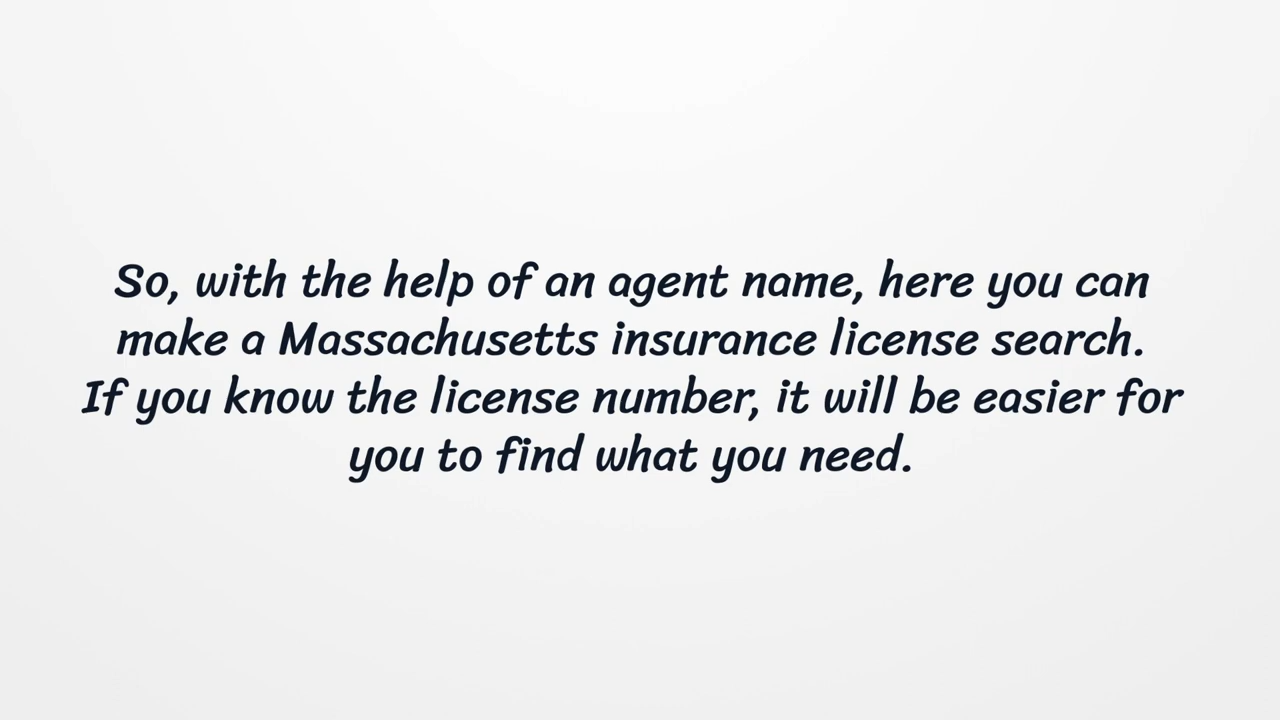 So, with the help of an agent name, here you can
make a Massachusetts insurance license search.
If you know the license number, it will be easier for
you to find what you need.